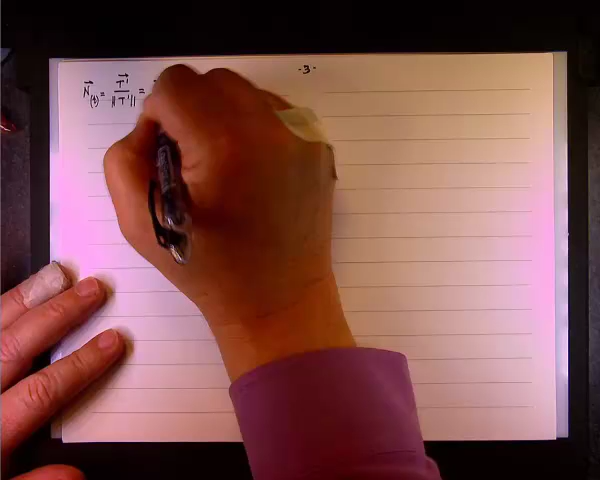 -3-
N⃗(t) = T⃗' / ||T'|| =